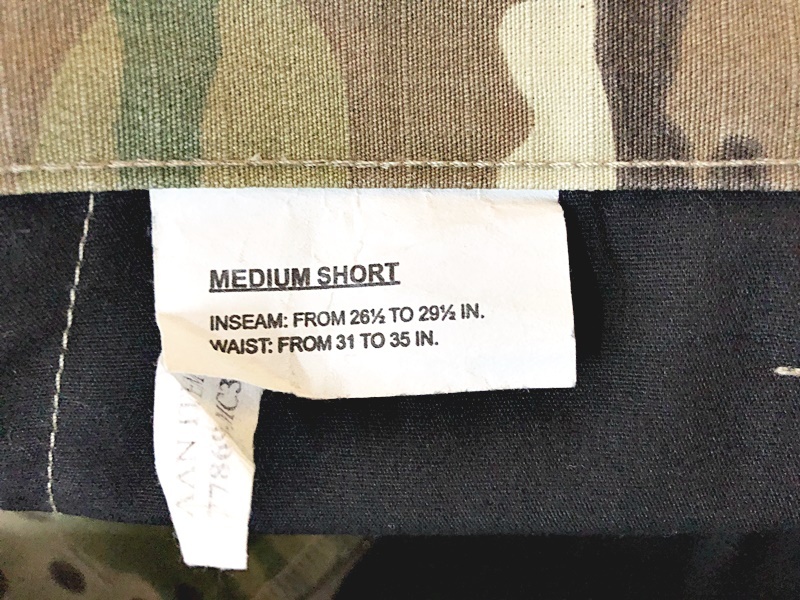 MEDIUM SHORT
INSEAM: FROM 26½ TO 29½ IN.
WAIST: FROM 31 TO 35 IN.